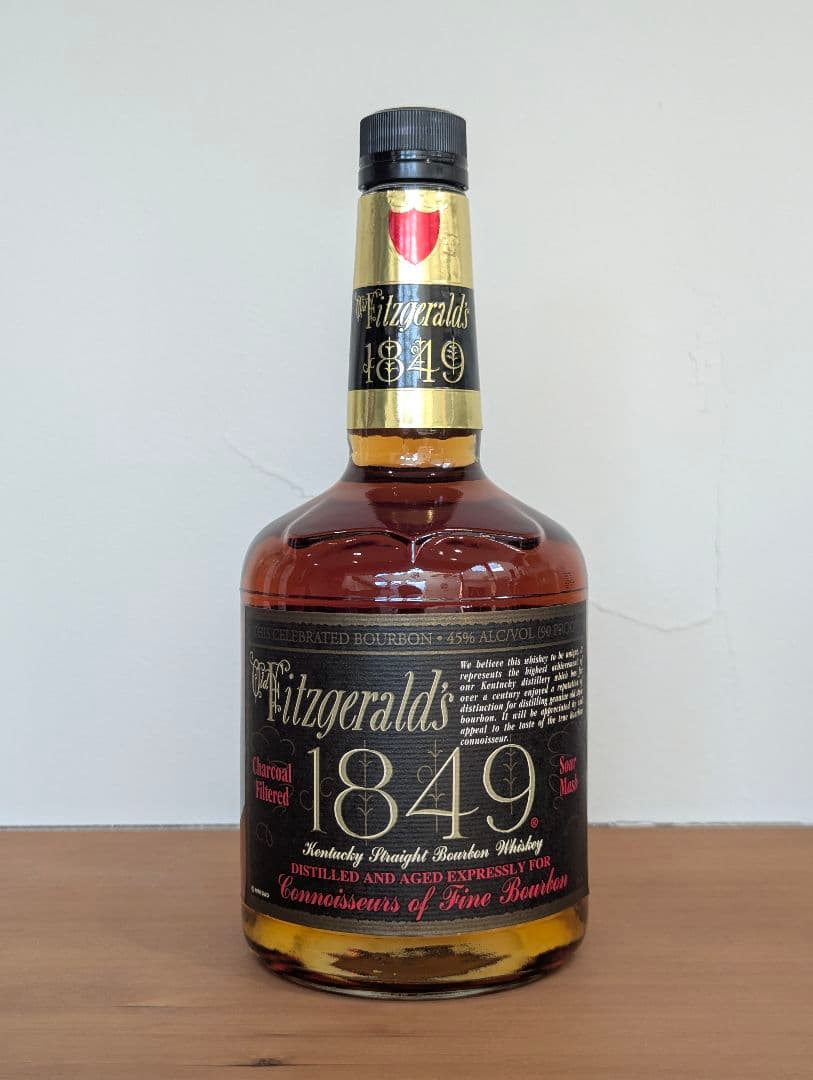 Old Fitzgerald's
1849
THIS CELEBRATED BOURBON • 45% ALC/VOL (90 PROOF
Old Fitzgerald's
We believe this whiskey to be unique, it
represents the highest achievement of
our Kentucky distillery which has for
over a century enjoyed a reputation of
distinction for distilling genuine old
bourbon. It will be appreciated by and
appeal to the taste of the true bourbon
connoisseur.
1849®
Charcoal
Filtered
Sour
Mash
Kentucky Straight Bourbon Whiskey
DISTILLED AND AGED EXPRESSLY FOR
Connoisseurs of Fine Bourbon